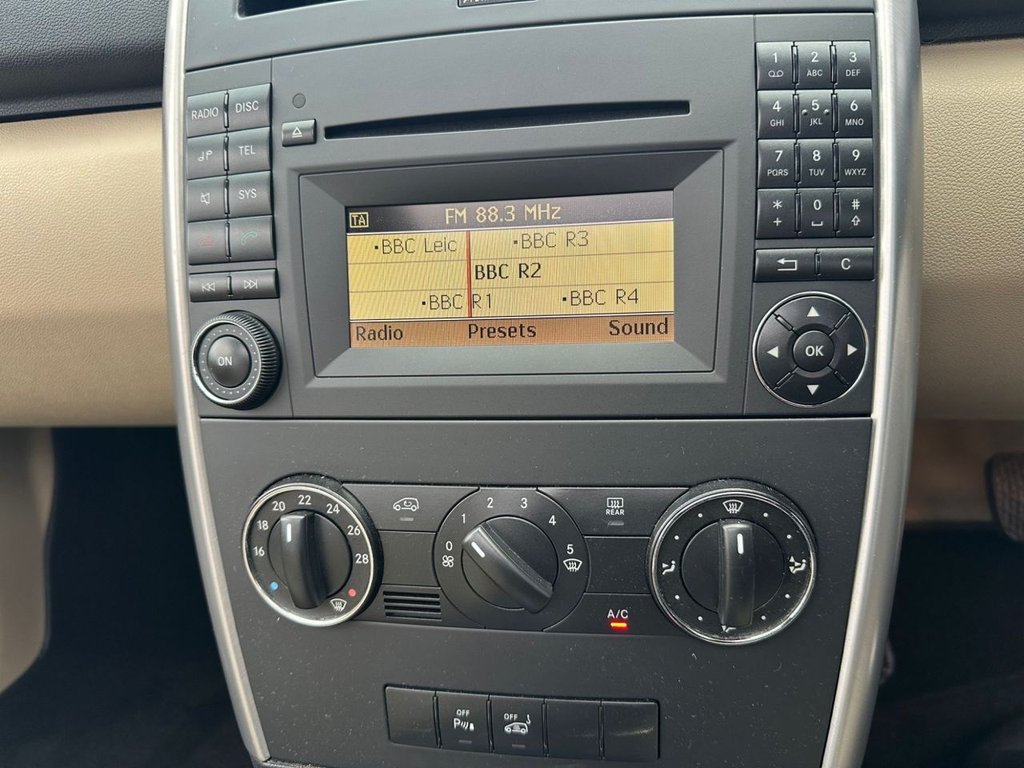 RADIO DISC
TEL
SYS
ON
TA FM 88.3 MHz
•BBC Leic •BBC R3
BBC R2
•BBC R1 •BBC R4
Radio Presets Sound
1 2 ABC 3 DEF
4 GHI 5 JKL 6 MNO
7 PQRS 8 TUV 9 WXYZ
* + 0 #
C
OK
16 18 20 22 24 26 28
0 1 2 3 4 5
REAR
A/C
OFF OFF
P